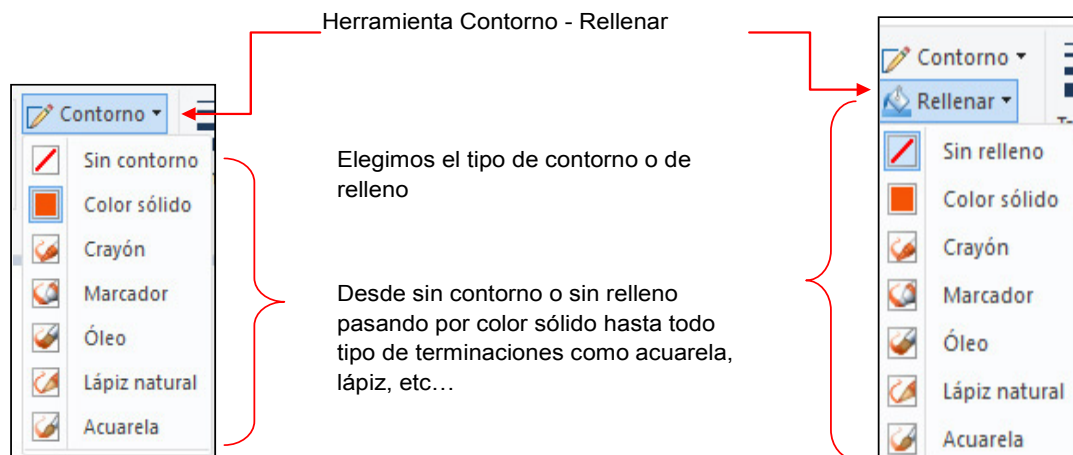 Herramienta Contorno - Rellenar
Contorno
Sin contorno
Color sólido
Crayón
Marcador
Óleo
Lápiz natural
Acuarela
Elegimos el tipo de contorno o de
relleno
Desde sin contorno o sin relleno
pasando por color sólido hasta todo
tipo de terminaciones como acuarela,
lápiz, etc…
Contorno
Rellenar
Sin relleno
Color sólido
Crayón
Marcador
Óleo
Lápiz natural
Acuarela